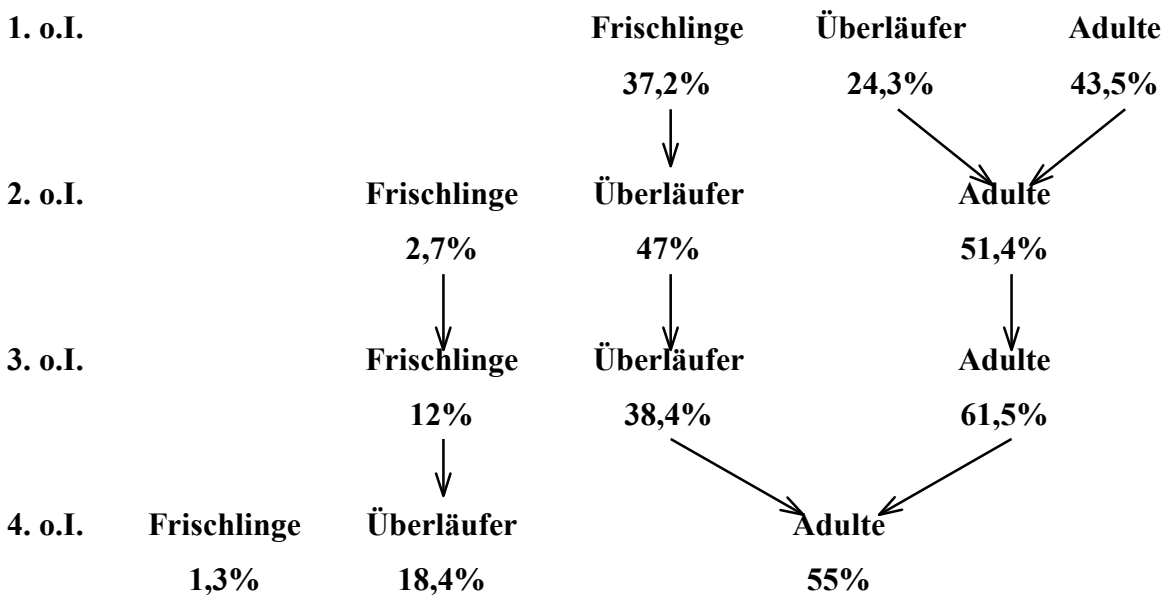 1. o.I. Frischlinge Überläufer Adulte
37,2% 24,3% 43,5%
2. o.I. Frischlinge Überläufer Adulte
2,7% 47% 51,4%
3. o.I. Frischlinge Überläufer Adulte
12% 38,4% 61,5%
4. o.I. Frischlinge Überläufer Adulte
1,3% 18,4% 55%